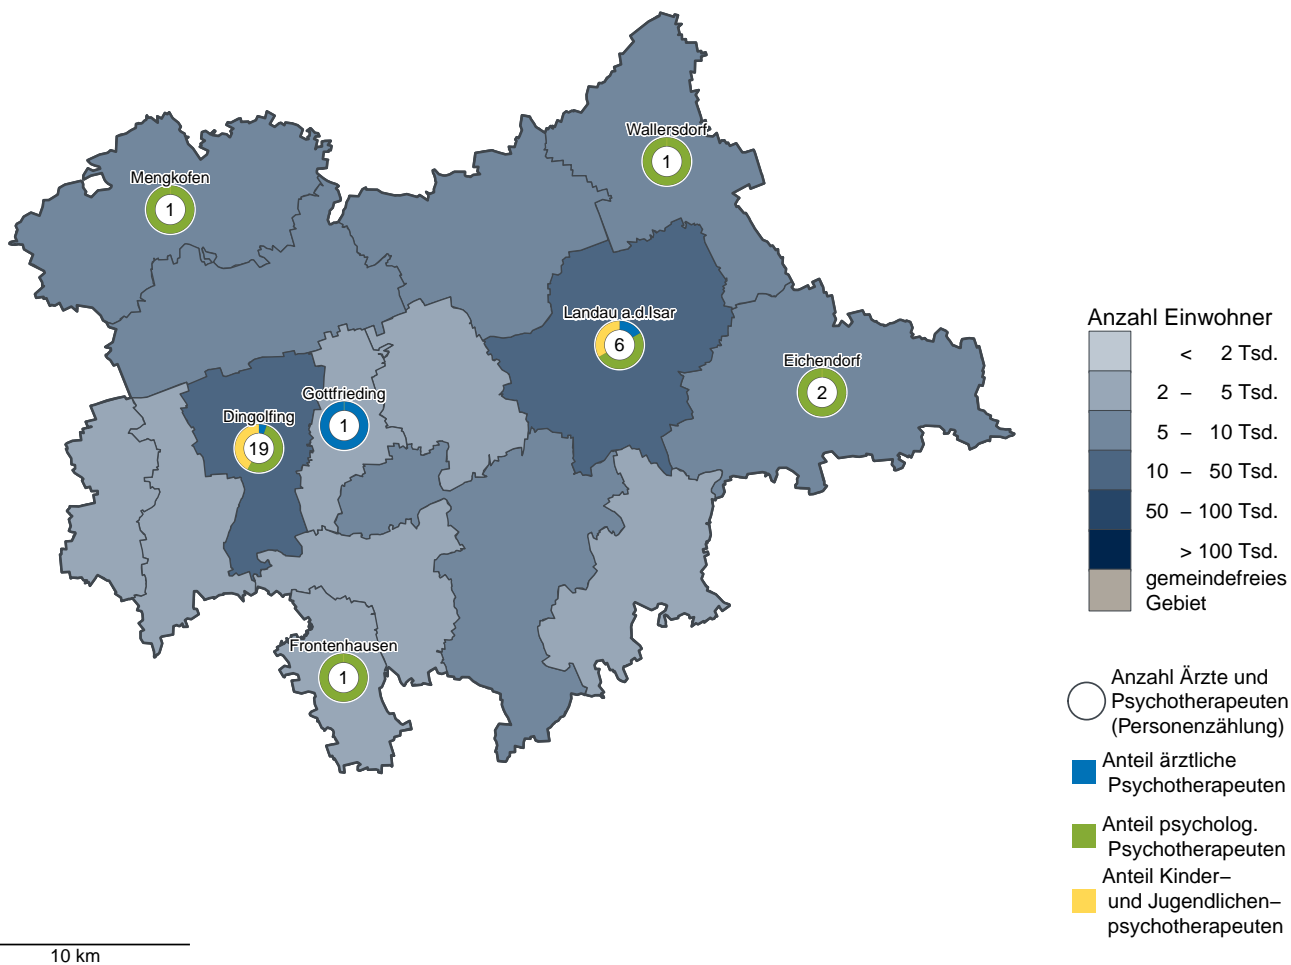 Wallersdorf
1
Mengkofen
1
Landau a.d.Isar
6
Eichendorf
2
Gottfrieding
1
Dingolfing
19
Frontenhausen
1
Anzahl Einwohner
< 2 Tsd.
2 – 5 Tsd.
5 – 10 Tsd.
10 – 50 Tsd.
50 – 100 Tsd.
> 100 Tsd.
gemeindefreies
Gebiet
Anzahl Ärzte und
Psychotherapeuten
(Personenzählung)
Anteil ärztliche
Psychotherapeuten
Anteil psycholog.
Psychotherapeuten
Anteil Kinder–
und Jugendlichen–
psychotherapeuten
10 km